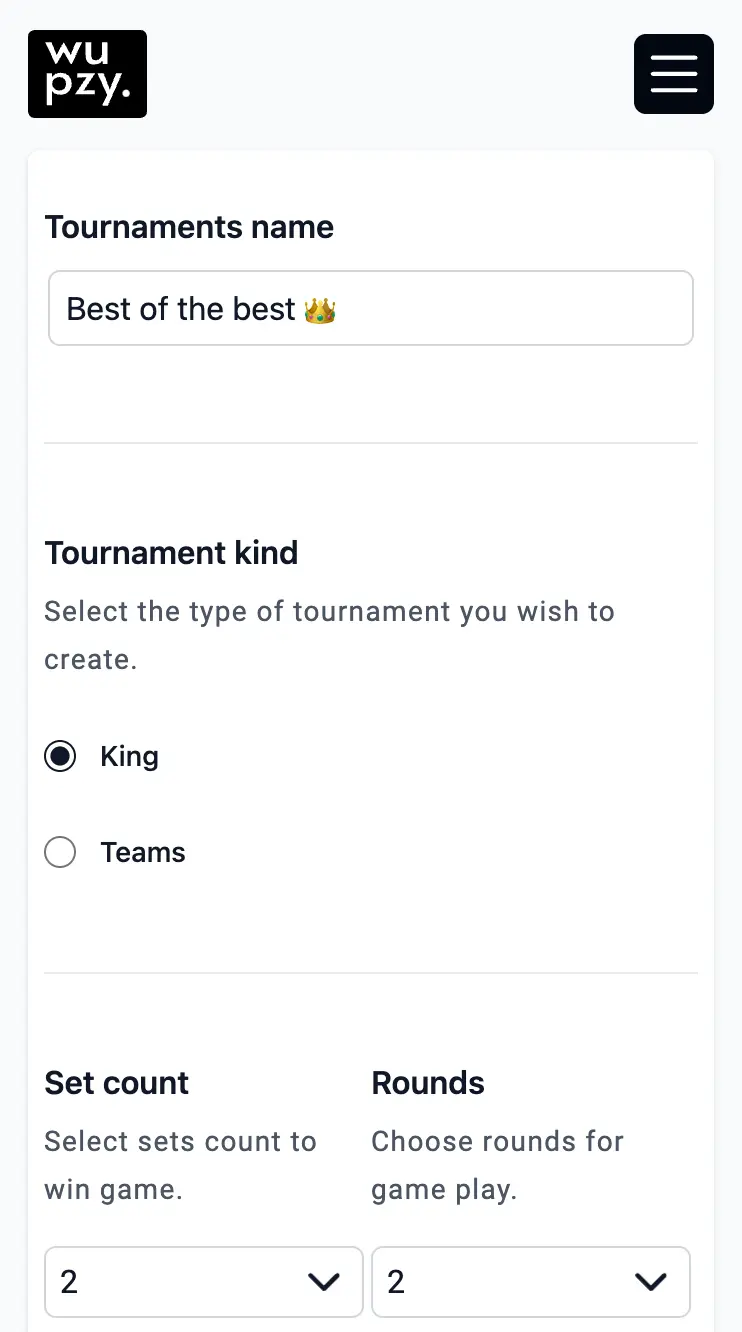 wu
pzy.
Tournaments name
Best of the best 👑
Tournament kind
Select the type of tournament you wish to
create.
King
Teams
Set count
Rounds
Select sets count to
win game.
Choose rounds for
game play.
2
2